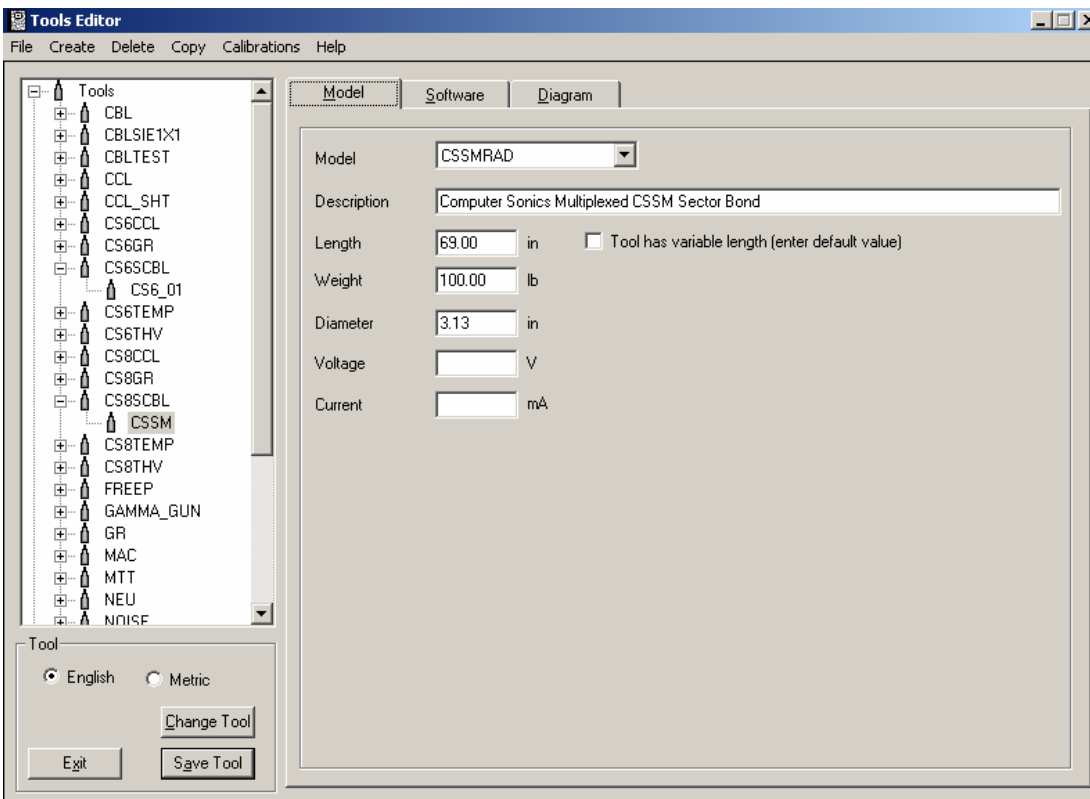 Tools Editor
File Create Delete Copy Calibrations Help
Tools
CBL
CBLSIE1X1
CBLTEST
CCL
CCL_SHT
CS6CCL
CS6GR
CS6SCBL
CS6_01
CS6TEMP
CS6THV
CS8CCL
CS8GR
CS8SCBL
CSSM
CS8TEMP
CS8THV
FREEP
GAMMA_GUN
GR
MAC
MTT
NEU
NOISE
Tool
English Metric
Change Tool
Exit Save Tool
Model Software Diagram
Model CSSMRAD
Description Computer Sonics Multiplexed CSSM Sector Bond
Length 69.00 in Tool has variable length (enter default value)
Weight 100.00 lb
Diameter 3.13 in
Voltage V
Current mA